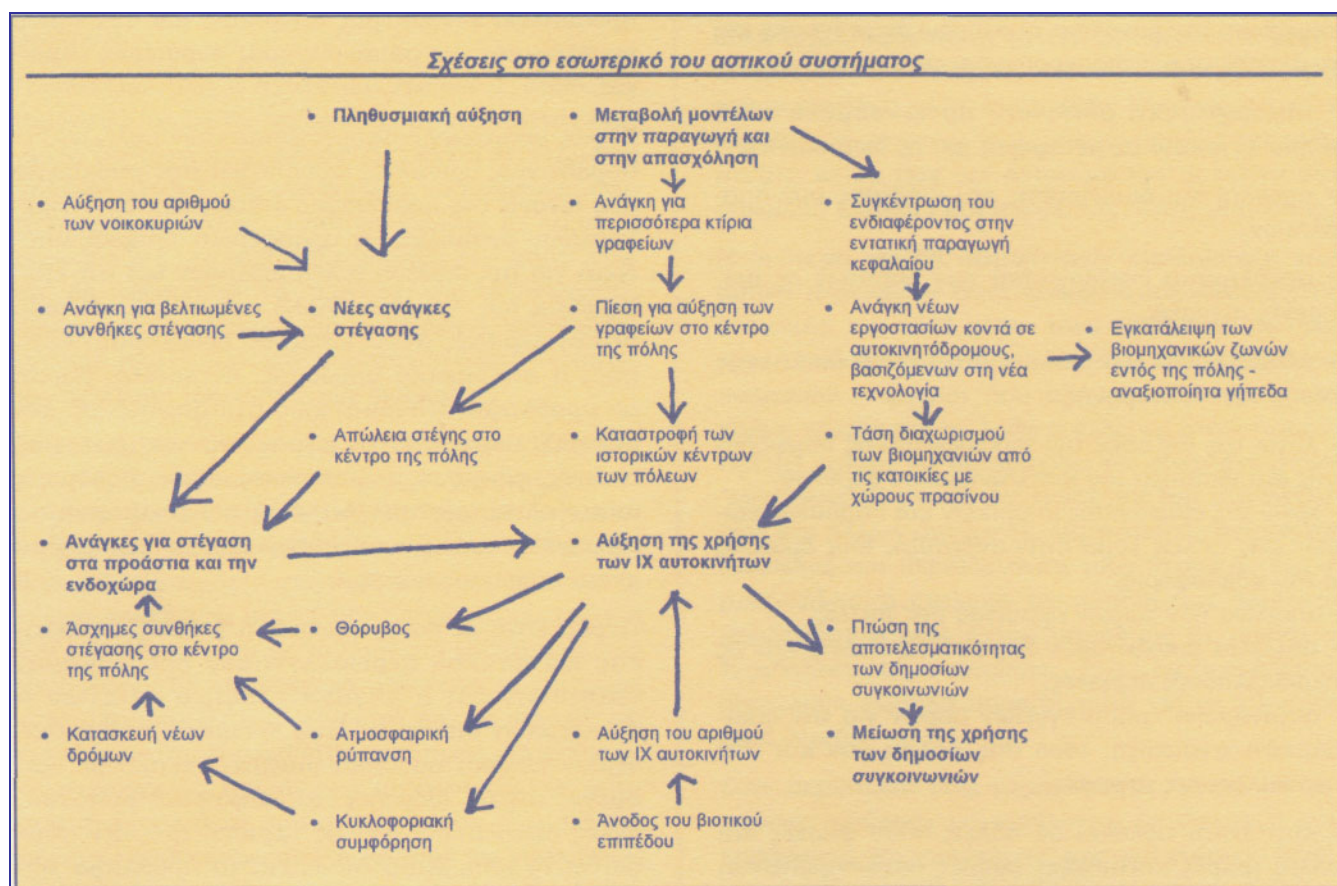 Σχέσεις στο εσωτερικό του αστικού συστήματος
• Πληθυσμιακή αύξηση
• Μεταβολή μοντέλων
στην παραγωγή και
στην απασχόληση
• Αύξηση του αριθμού
των νοικοκυριών
• Ανάγκη για
περισσότερα κτίρια
γραφείων
• Συγκέντρωση του
ενδιαφέροντος στην
εντατική παραγωγή
κεφαλαίου
• Ανάγκη για βελτιωμένες
συνθήκες στέγασης
• Νέες ανάγκες
στέγασης
• Πίεση για αύξηση των
γραφείων στο κέντρο
της πόλης
• Ανάγκη νέων
εργοστασίων κοντά σε
αυτοκινητόδρομους,
βασιζόμενων στη νέα
τεχνολογία
• Εγκατάλειψη των
βιομηχανικών ζωνών
εντός της πόλης -
αναξιοποίητα γήπεδα
• Απώλεια στέγης στο
κέντρο της πόλης
• Καταστροφή των
ιστορικών κέντρων
των πόλεων
• Τάση διαχωρισμού
των βιομηχανιών από
τις κατοικίες με
χώρους πρασίνου
• Ανάγκες για στέγαση
στα προάστια και την
ενδοχώρα
• Αύξηση της χρήσης
των ΙΧ αυτοκινήτων
• Άσχημες συνθήκες
στέγασης στο κέντρο
της πόλης
• Θόρυβος
• Πτώση της
αποτελεσματικότητας
των δημοσίων
συγκοινωνιών
• Κατασκευή νέων
δρόμων
• Ατμοσφαιρική
ρύπανση
• Αύξηση του αριθμού
των ΙΧ αυτοκινήτων
• Μείωση της χρήσης
των δημοσίων
συγκοινωνιών
• Κυκλοφοριακή
συμφόρηση
• Άνοδος του βιοτικού
επιπέδου